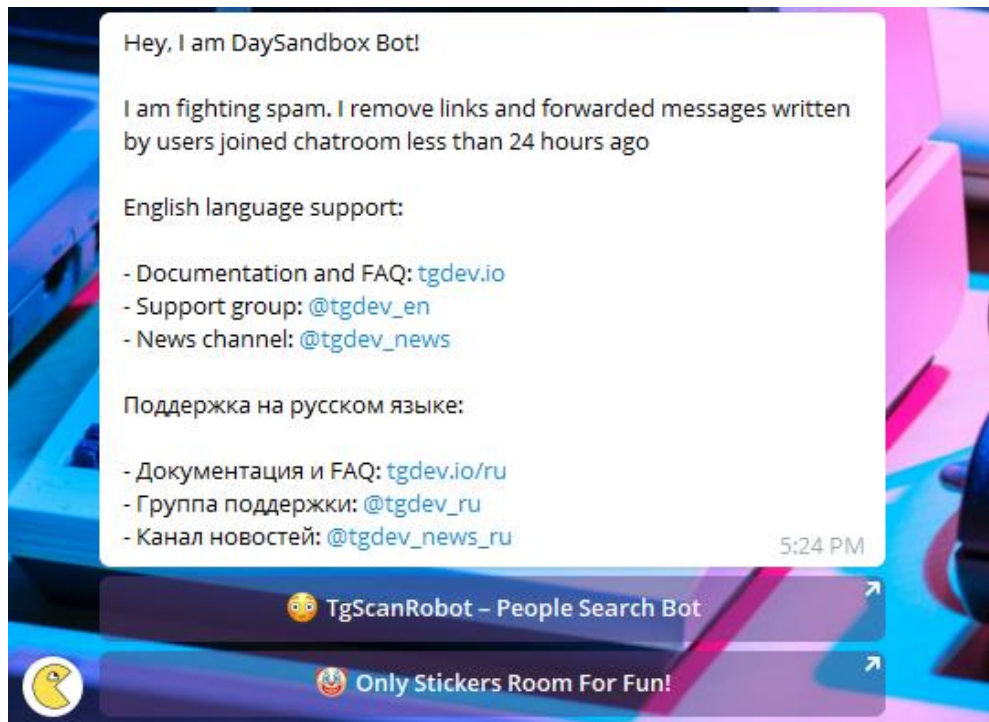 Hey, I am DaySandbox Bot!
I am fighting spam. I remove links and forwarded messages written
by users joined chatroom less than 24 hours ago
English language support:
- Documentation and FAQ: tgdev.io
- Support group: @tgdev_en
- News channel: @tgdev_news
Поддержка на русском языке:
- Документация и FAQ: tgdev.io/ru
- Группа поддержки: @tgdev_ru
- Канал новостей: @tgdev_news_ru
5:24 PM
😳 TgScanRobot – People Search Bot
🤡 Only Stickers Room For Fun!